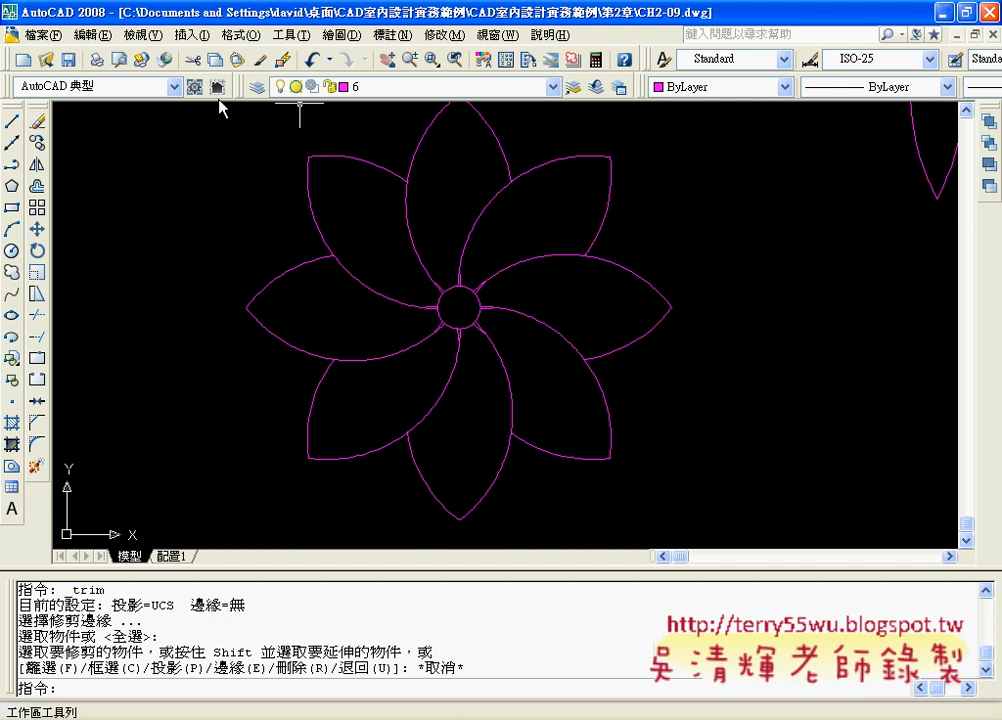 AutoCAD 2008 - [C:\Documents and Settings\david\桌面\CAD室內設計實務範例\CAD室內設計實務範例\第2章\CH2-09.dwg]
檔案(F) 編輯(E) 檢視(V) 插入(I) 格式(O) 工具(T) 繪圖(D) 標註(N) 修改(M) 視窗(W) 說明(H) 鍵入問題以尋求幫助
Standard ISO-25 Standa
AutoCAD 典型 6 ByLayer ByLayer
A
Y
X
模型 配置1
指令: _trim
目前的設定: 投影=UCS 邊緣=無
選擇修剪邊緣 ...
選取物件或 <全選>:
選取要修剪的物件，或按住 Shift 並選取要延伸的物件，或
[籬選(F)/框選(C)/投影(P)/邊緣(E)/刪除(R)/退回(U)]: *取消*
指令:
http://terry55wu.blogspot.tw
吳清輝老師錄製
工作區工具列